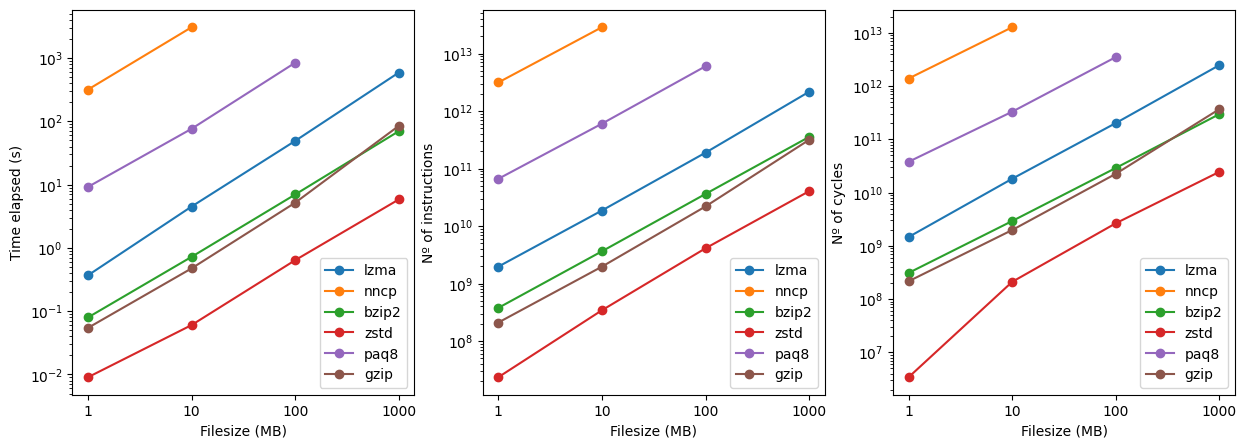 Time elapsed (s)
10³
10²
10¹
10⁰
10⁻¹
10⁻²
1 10 100 1000
Filesize (MB)
lzma
nncp
bzip2
zstd
paq8
gzip
Nº of instructions
10¹³
10¹²
10¹¹
10¹⁰
10⁹
10⁸
1 10 100 1000
Filesize (MB)
lzma
nncp
bzip2
zstd
paq8
gzip
Nº of cycles
10¹³
10¹²
10¹¹
10¹⁰
10⁹
10⁸
10⁷
1 10 100 1000
Filesize (MB)
lzma
nncp
bzip2
zstd
paq8
gzip